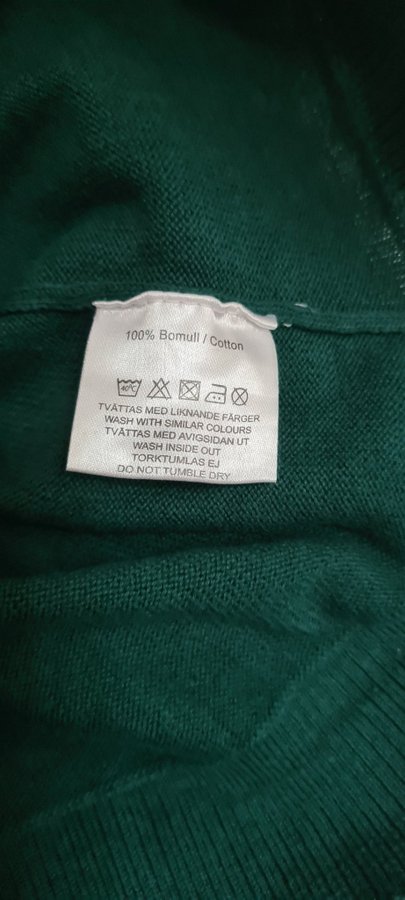 100% Bomull / Cotton
40°C
TVÄTTAS MED LIKNANDE FÄRGER
WASH WITH SIMILAR COLOURS
TVÄTTAS MED AVIGSIDAN UT
WASH INSIDE OUT
TORKTUMLAS EJ
DO NOT TUMBLE DRY